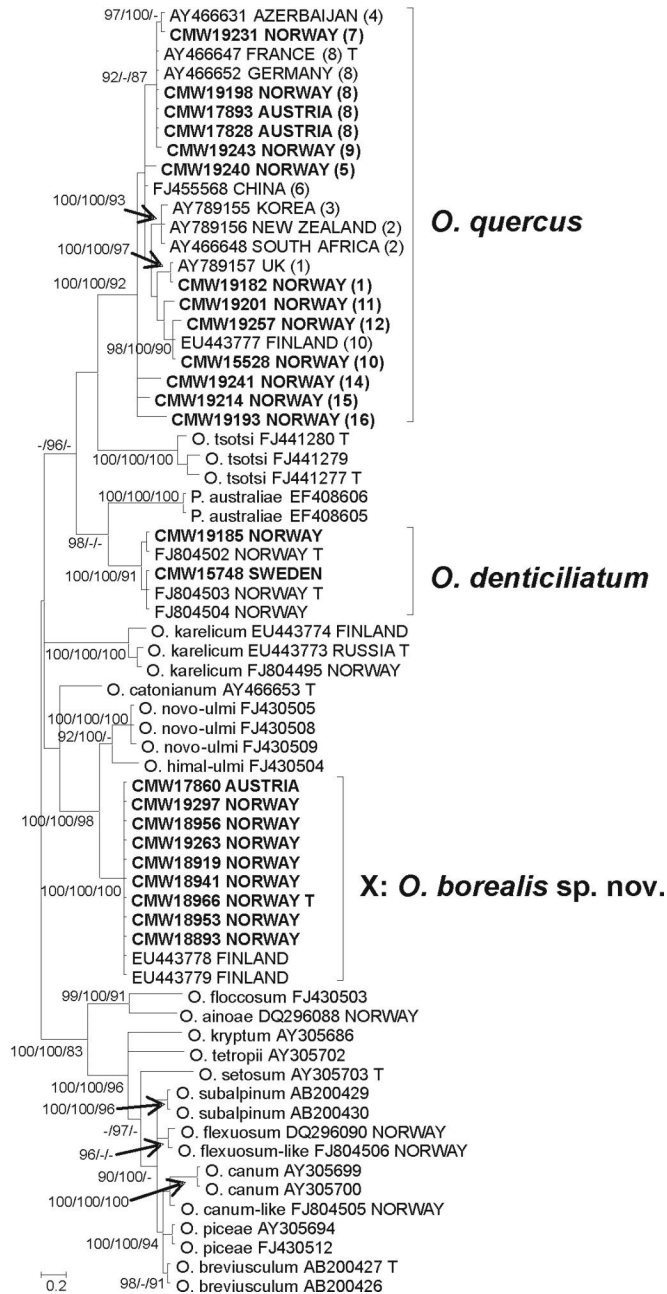 97/100/-
AY466631 AZERBAIJAN (4)
CMW19231 NORWAY (7)
AY466647 FRANCE (8) T
AY466652 GERMANY (8)
92/-/87
CMW19198 NORWAY (8)
CMW17893 AUSTRIA (8)
CMW17828 AUSTRIA (8)
CMW19243 NORWAY (9)
CMW19240 NORWAY (5)
FJ455568 CHINA (6)
100/100/93
AY789155 KOREA (3)
AY789156 NEW ZEALAND (2)
O. quercus
AY466648 SOUTH AFRICA (2)
100/100/97
AY789157 UK (1)
100/100/92
CMW19182 NORWAY (1)
CMW19201 NORWAY (11)
CMW19257 NORWAY (12)
EU443777 FINLAND (10)
98/100/90
CMW15528 NORWAY (10)
CMW19241 NORWAY (14)
CMW19214 NORWAY (15)
CMW19193 NORWAY (16)
-/96/-
O. tsotsi FJ441280 T
100/100/100
O. tsotsi FJ441279
O. tsotsi FJ441277 T
100/100/100
P. australiae EF408606
P. australiae EF408605
98/-/-
CMW19185 NORWAY
FJ804502 NORWAY T
100/100/91
CMW15748 SWEDEN
O. denticiliatum
FJ804503 NORWAY T
FJ804504 NORWAY
O. karelicum EU443774 FINLAND
100/100/100
O. karelicum EU443773 RUSSIA T
O. karelicum FJ804495 NORWAY
O. catonianum AY466653 T
O. novo-ulmi FJ430505
100/100/100
O. novo-ulmi FJ430508
92/100/-
O. novo-ulmi FJ430509
O. himal-ulmi FJ430504
CMW17860 AUSTRIA
CMW19297 NORWAY
100/100/98
CMW18956 NORWAY
CMW19263 NORWAY
CMW18919 NORWAY
CMW18941 NORWAY
100/100/100
X: O. borealis sp. nov.
CMW18966 NORWAY T
CMW18953 NORWAY
CMW18893 NORWAY
EU443778 FINLAND
EU443779 FINLAND
99/100/91
O. floccosum FJ430503
O. ainoae DQ296088 NORWAY
O. kryptum AY305686
100/100/83
O. tetropii AY305702
100/100/96
O. setosum AY305703 T
O. subalpinum AB200429
100/100/96
O. subalpinum AB200430
-/97/-
O. flexuosum DQ296090 NORWAY
96/-/-
O. flexuosum-like FJ804506 NORWAY
90/100/-
O. canum AY305699
O. canum AY305700
100/100/100
O. canum-like FJ804505 NORWAY
O. piceae AY305694
100/100/94
O. piceae FJ430512
O. breviusculum AB200427 T
98/-/91
O. breviusculum AB200426
0.2